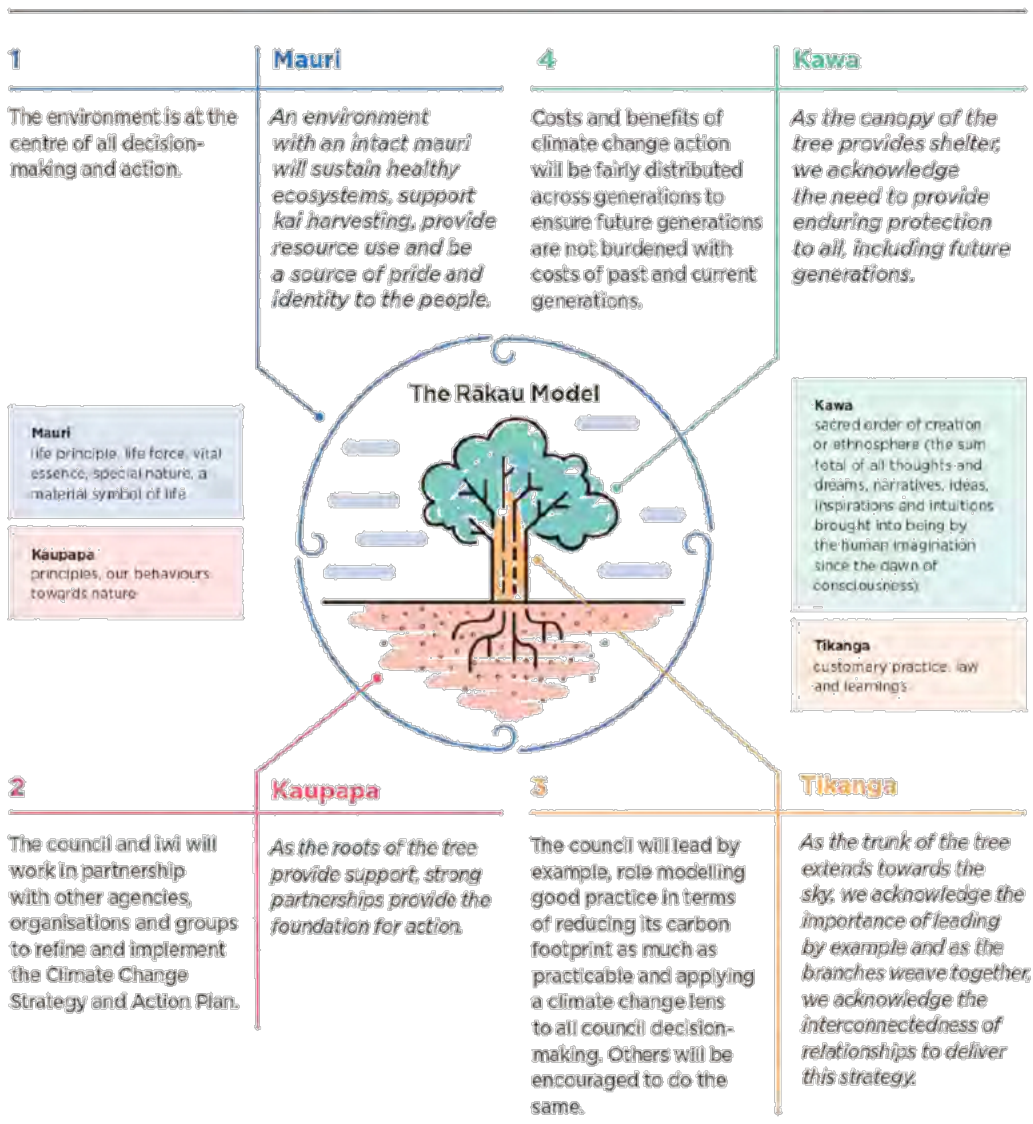 1
Mauri
The environment is at the
centre of all decision-
making and action.
An environment
with an intact mauri
will sustain healthy
ecosystems, support
kai harvesting, provide
resource use and be
a source of pride and
identity to the people.
4
Kawa
Costs and benefits of
climate change action
will be fairly distributed
across generations to
ensure future generations
are not burdened with
costs of past and current
generations.
As the canopy of the
tree provides shelter,
we acknowledge
the need to provide
enduring protection
to all, including future
generations.
The Rākau Model
Mauri
life principle, life force, vital
essence, special nature, a
material symbol of life
Kaupapa
principles, our behaviours
towards nature
Kawa
sacred order of creation
or ethnosphere (the sum
total of all thoughts and
dreams, narratives, ideas,
inspirations and intuitions
brought into being by
the human imagination
since the dawn of
consciousness)
Tikanga
customary practice, law
and learnings
2
Kaupapa
The council and iwi will
work in partnership
with other agencies,
organisations and groups
to refine and implement
the Climate Change
Strategy and Action Plan.
As the roots of the tree
provide support, strong
partnerships provide the
foundation for action.
3
Tikanga
The council will lead by
example, role modelling
good practice in terms
of reducing its carbon
footprint as much as
practicable and applying
a climate change lens
to all council decision-
making. Others will be
encouraged to do the
same.
As the trunk of the tree
extends towards the
sky, we acknowledge the
importance of leading
by example and as the
branches weave together,
we acknowledge the
interconnectedness of
relationships to deliver
this strategy.